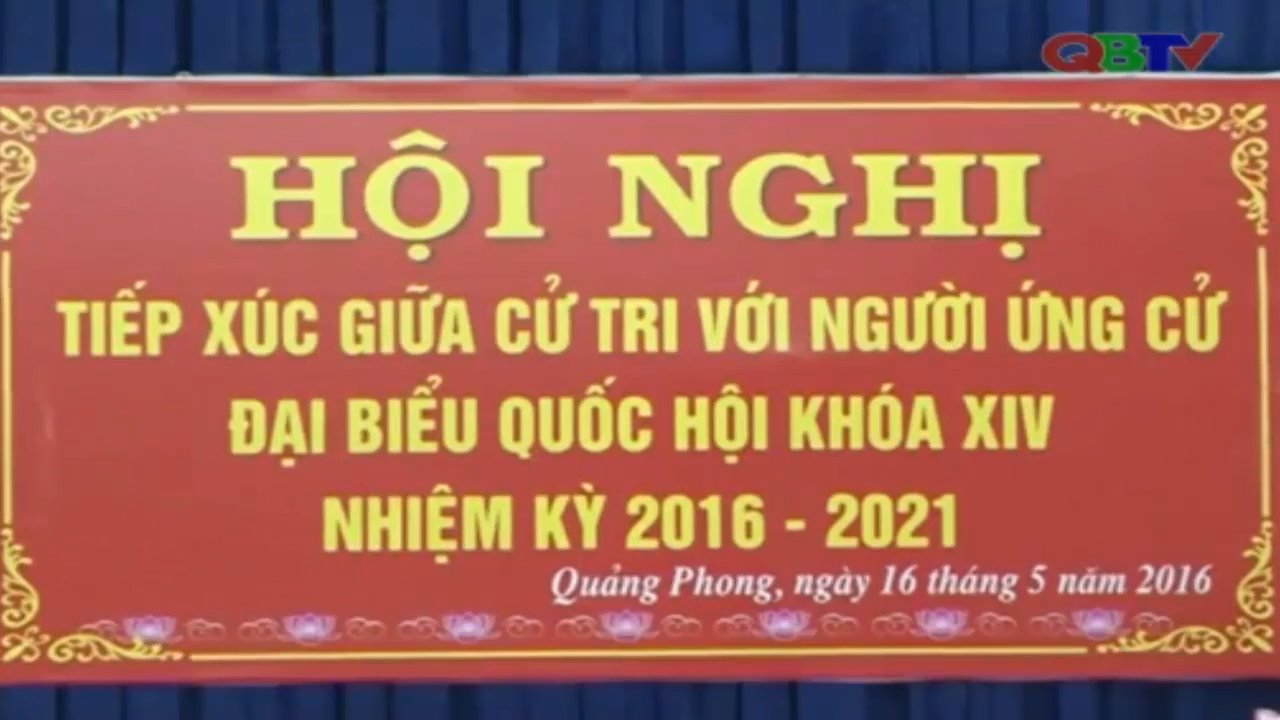 QBTV
HỘI NGHỊ
TIẾP XÚC GIỮA CỬ TRI VỚI NGƯỜI ỨNG CỬ
ĐẠI BIỂU QUỐC HỘI KHÓA XIV
NHIỆM KỲ 2016 - 2021
Quảng Phong, ngày 16 tháng 5 năm 2016